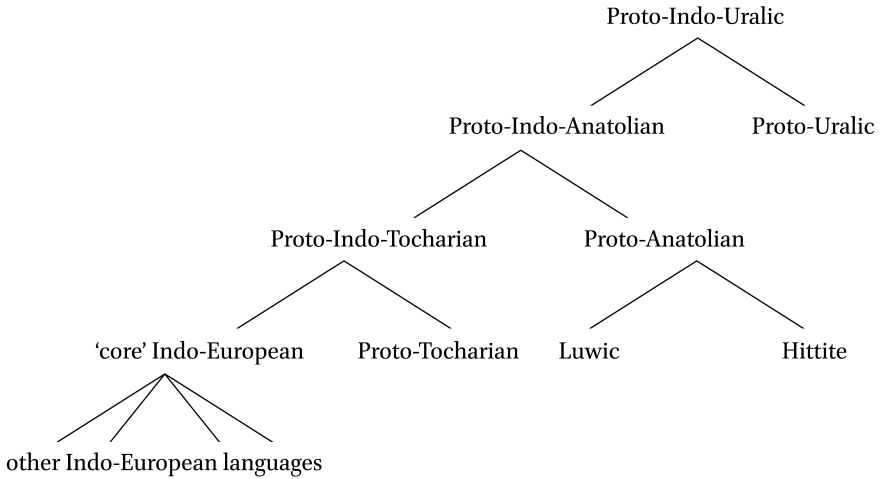 Proto-Indo-Uralic
Proto-Indo-Anatolian
Proto-Uralic
Proto-Indo-Tocharian
Proto-Anatolian
‘core’ Indo-European
Proto-Tocharian
Luwic
Hittite
other Indo-European languages